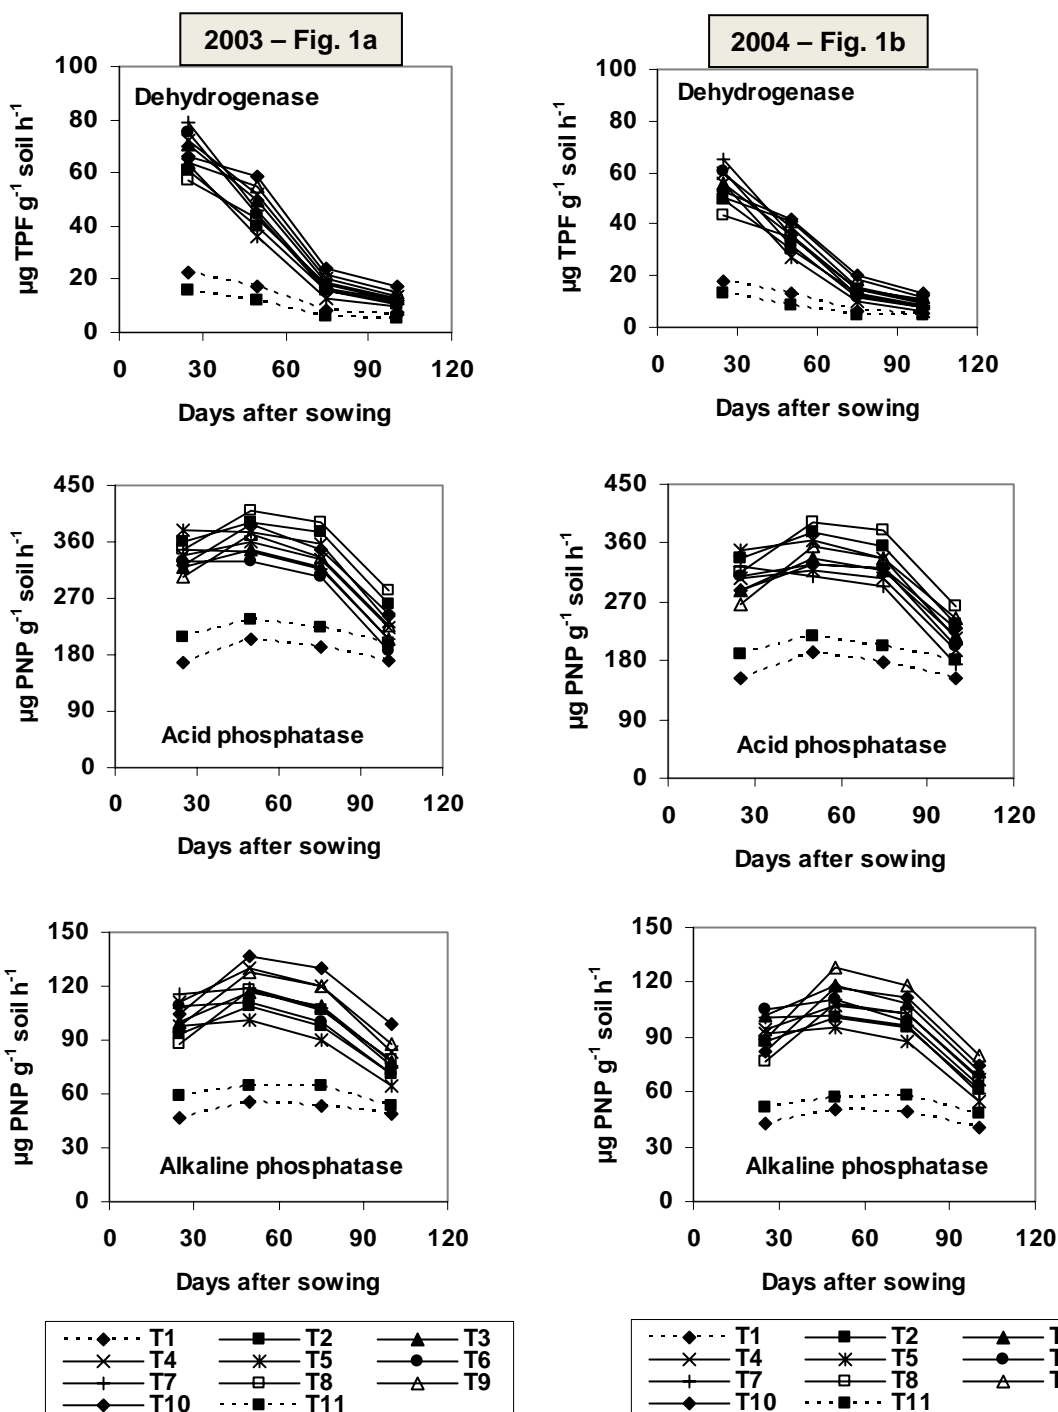 2003 – Fig. 1a
100
80
60
40
20
0
µg TPF g-1 soil h-1
Dehydrogenase
0 30 60 90 120
Days after sowing
2004 – Fig. 1b
100
80
60
40
20
0
µg TPF g-1 soil h-1
Dehydrogenase
0 30 60 90 120
Days after sowing
450
360
270
180
90
0
µg PNP g-1 soil h-1
Acid phosphatase
0 30 60 90 120
Days after sowing
450
360
270
180
90
0
µg PNP g-1 soil h-1
Acid phosphatase
0 30 60 90 120
Days after sowing
150
120
90
60
30
0
µg PNP g-1 soil h-1
Alkaline phosphatase
0 30 60 90 120
Days after sowing
150
120
90
60
30
0
µg PNP g-1 soil h-1
Alkaline phosphatase
0 30 60 90 120
Days after sowing
T1 T2 T3
T4 T5 T6
T7 T8 T9
T10 T11
T1 T2 T
T4 T5 T
T7 T8 T
T10 T11